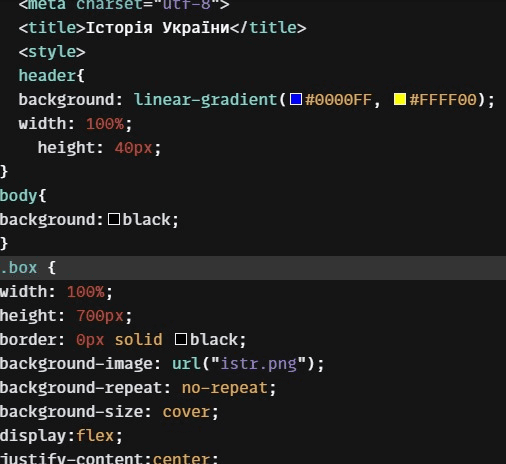 <meta charset="utf-8">
<title>Історія України</title>
<style>
header{
background: linear-gradient(#0000FF, #FFFF00);
width: 100%;
height: 40px;
}
body{
background:black;
}
.box {
width: 100%;
height: 700px;
border: 0px solid black;
background-image: url("istr.png");
background-repeat: no-repeat;
background-size: cover;
display:flex;
justify-content:center;